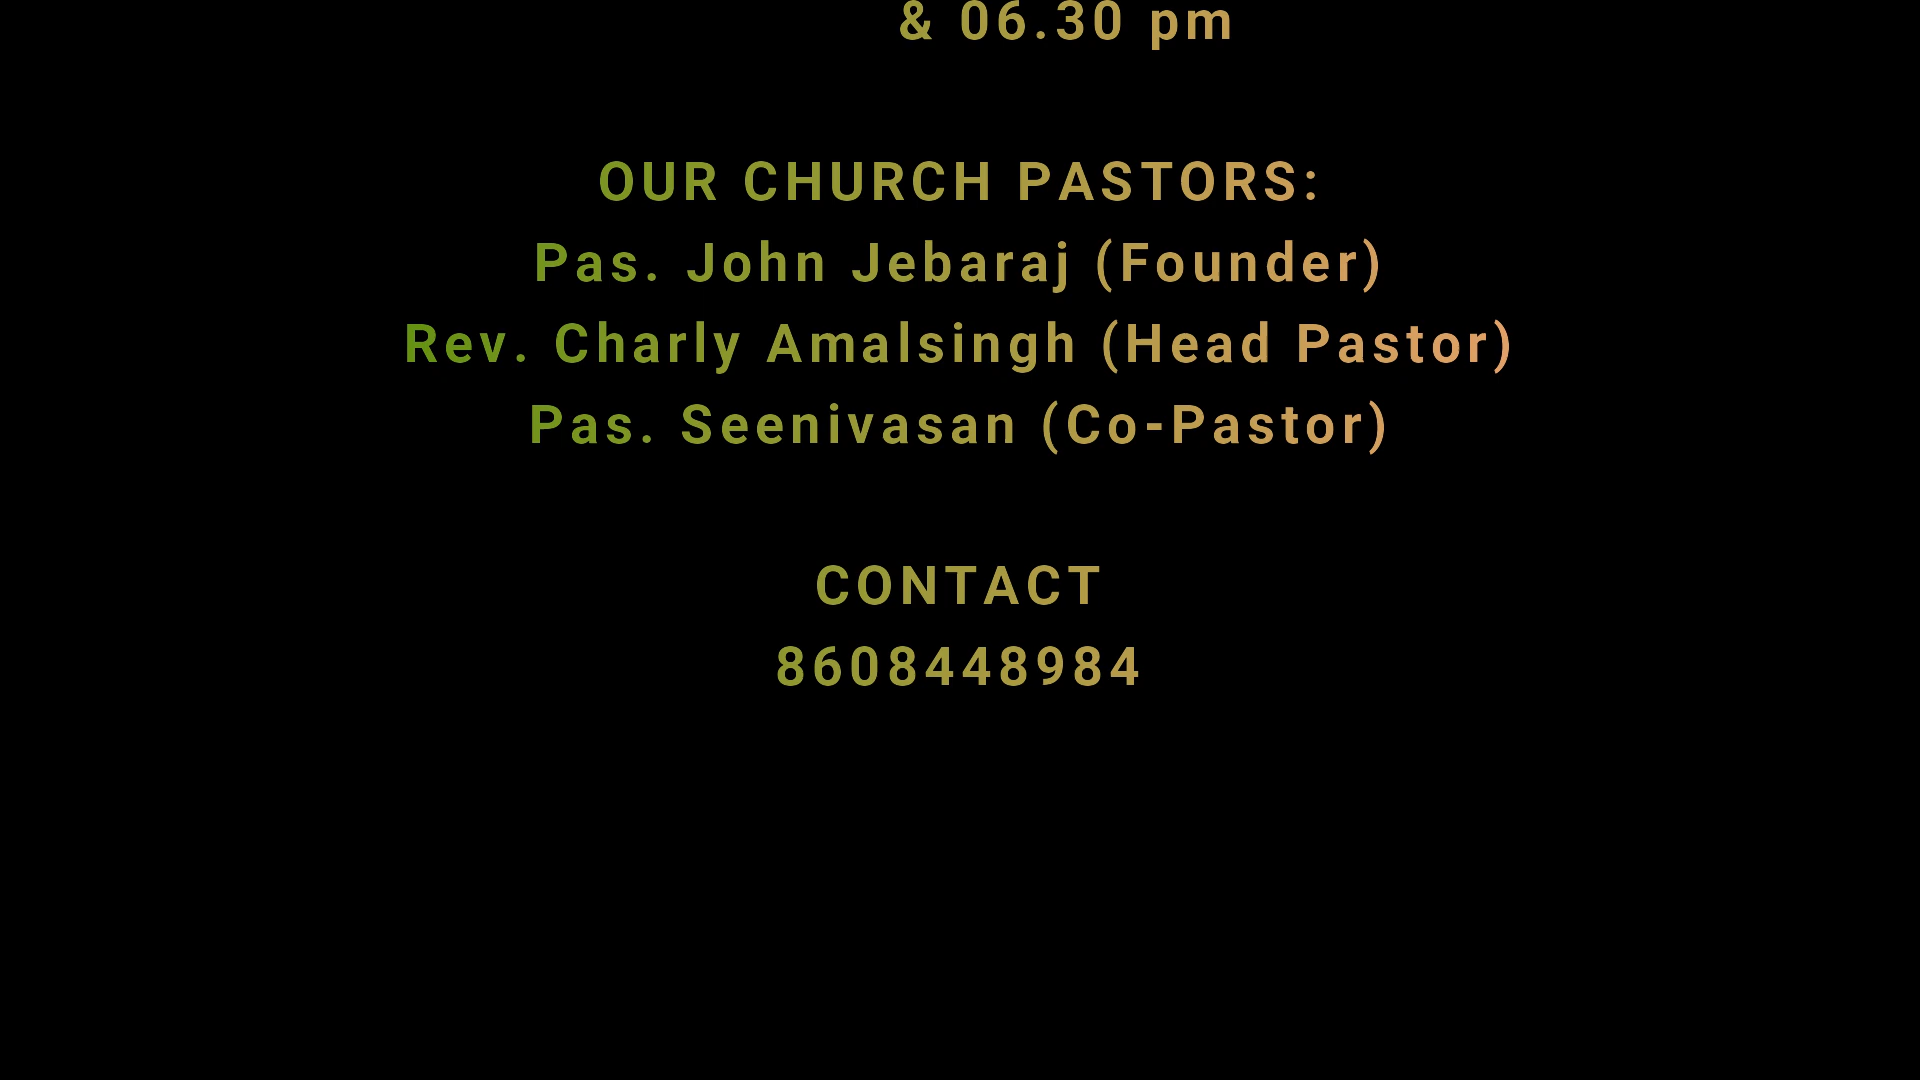 & 06.30 pm
OUR CHURCH PASTORS:
Pas. John Jebaraj (Founder)
Rev. Charly Amalsingh (Head Pastor)
Pas. Seenivasan (Co-Pastor)
CONTACT
8608448984